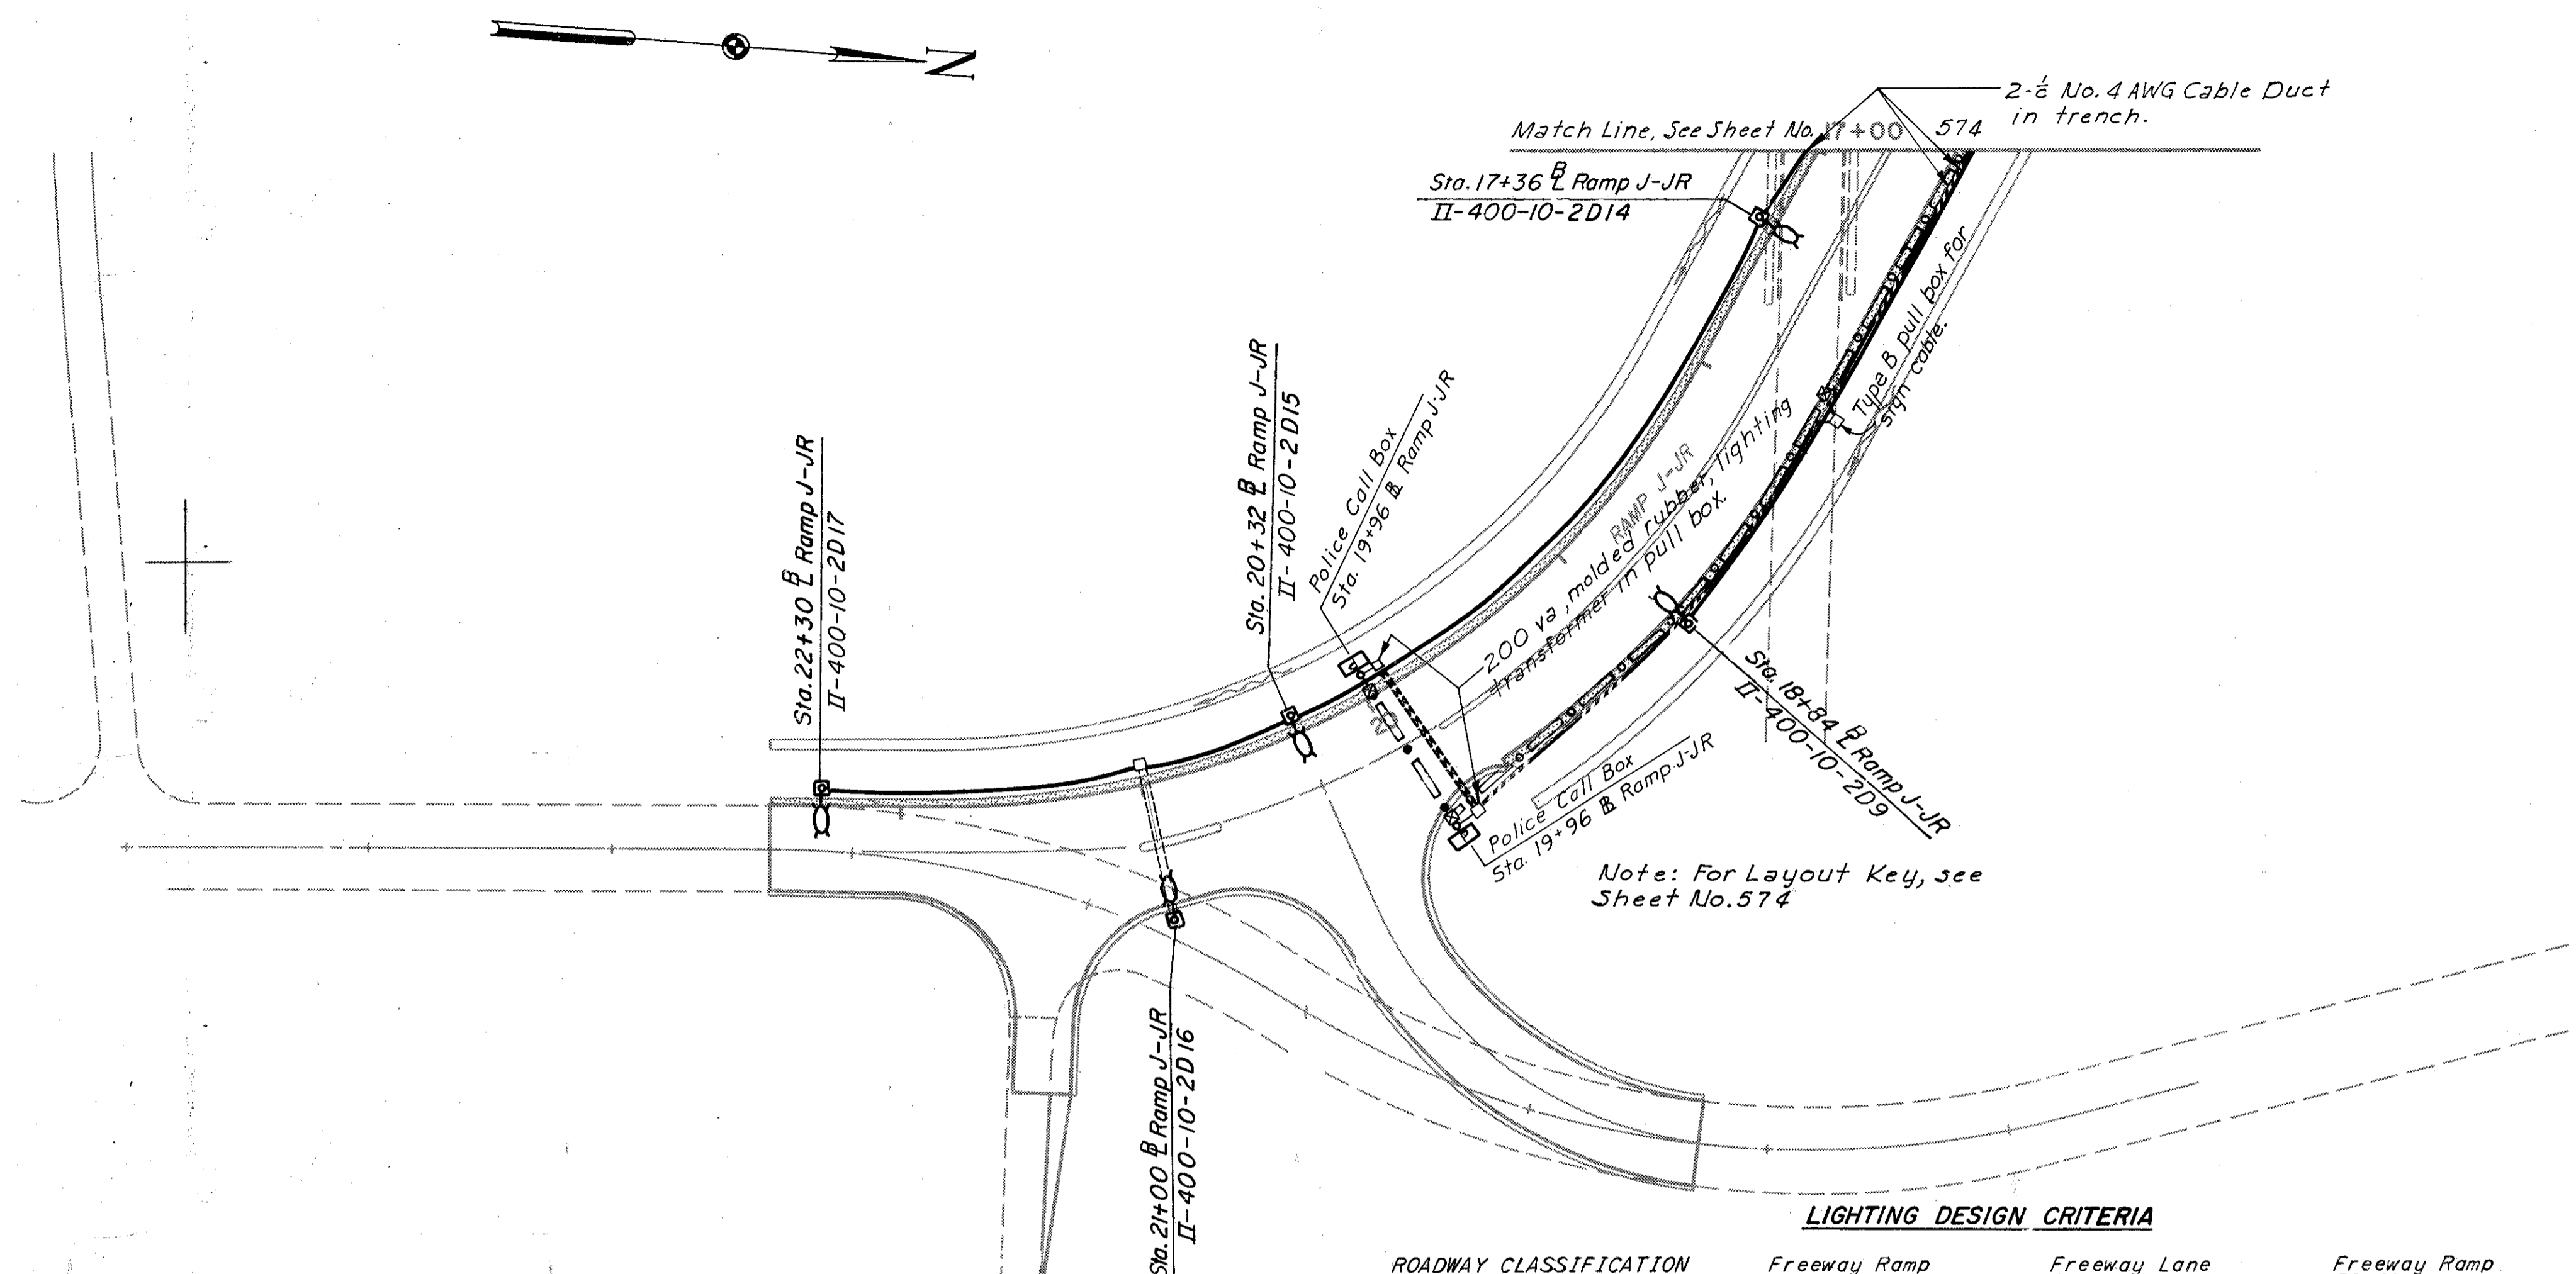 N
2-1/c No. 4 AWG Cable Duct
in trench.
Match Line, See Sheet No. 574
17+00
Sta. 17+36 ℞ Ramp J-JR
II-400-10-2D14
Type B pull box for
sign cable.
Sta. 22+30 ℞ Ramp J-JR
II-400-10-2D17
Sta. 20+32 ℞ Ramp J-JR
II-400-10-2D15
Police Call Box
Sta. 19+96 ℞ Ramp J-JR
RAMP J-JR
200 va, molded rubber, lighting
transformer in pull box.
20
Sta. 18+84 ℞ Ramp J-JR
II-400-10-2D9
Police Call Box
Sta. 19+96 ℞ Ramp J-JR
Note: For Layout Key, see
Sheet No. 574
Sta. 21+00 ℞ Ramp J-JR
II-400-10-2D16
LIGHTING DESIGN CRITERIA
ROADWAY CLASSIFICATION Freeway Ramp Freeway Lane Freeway Ramp